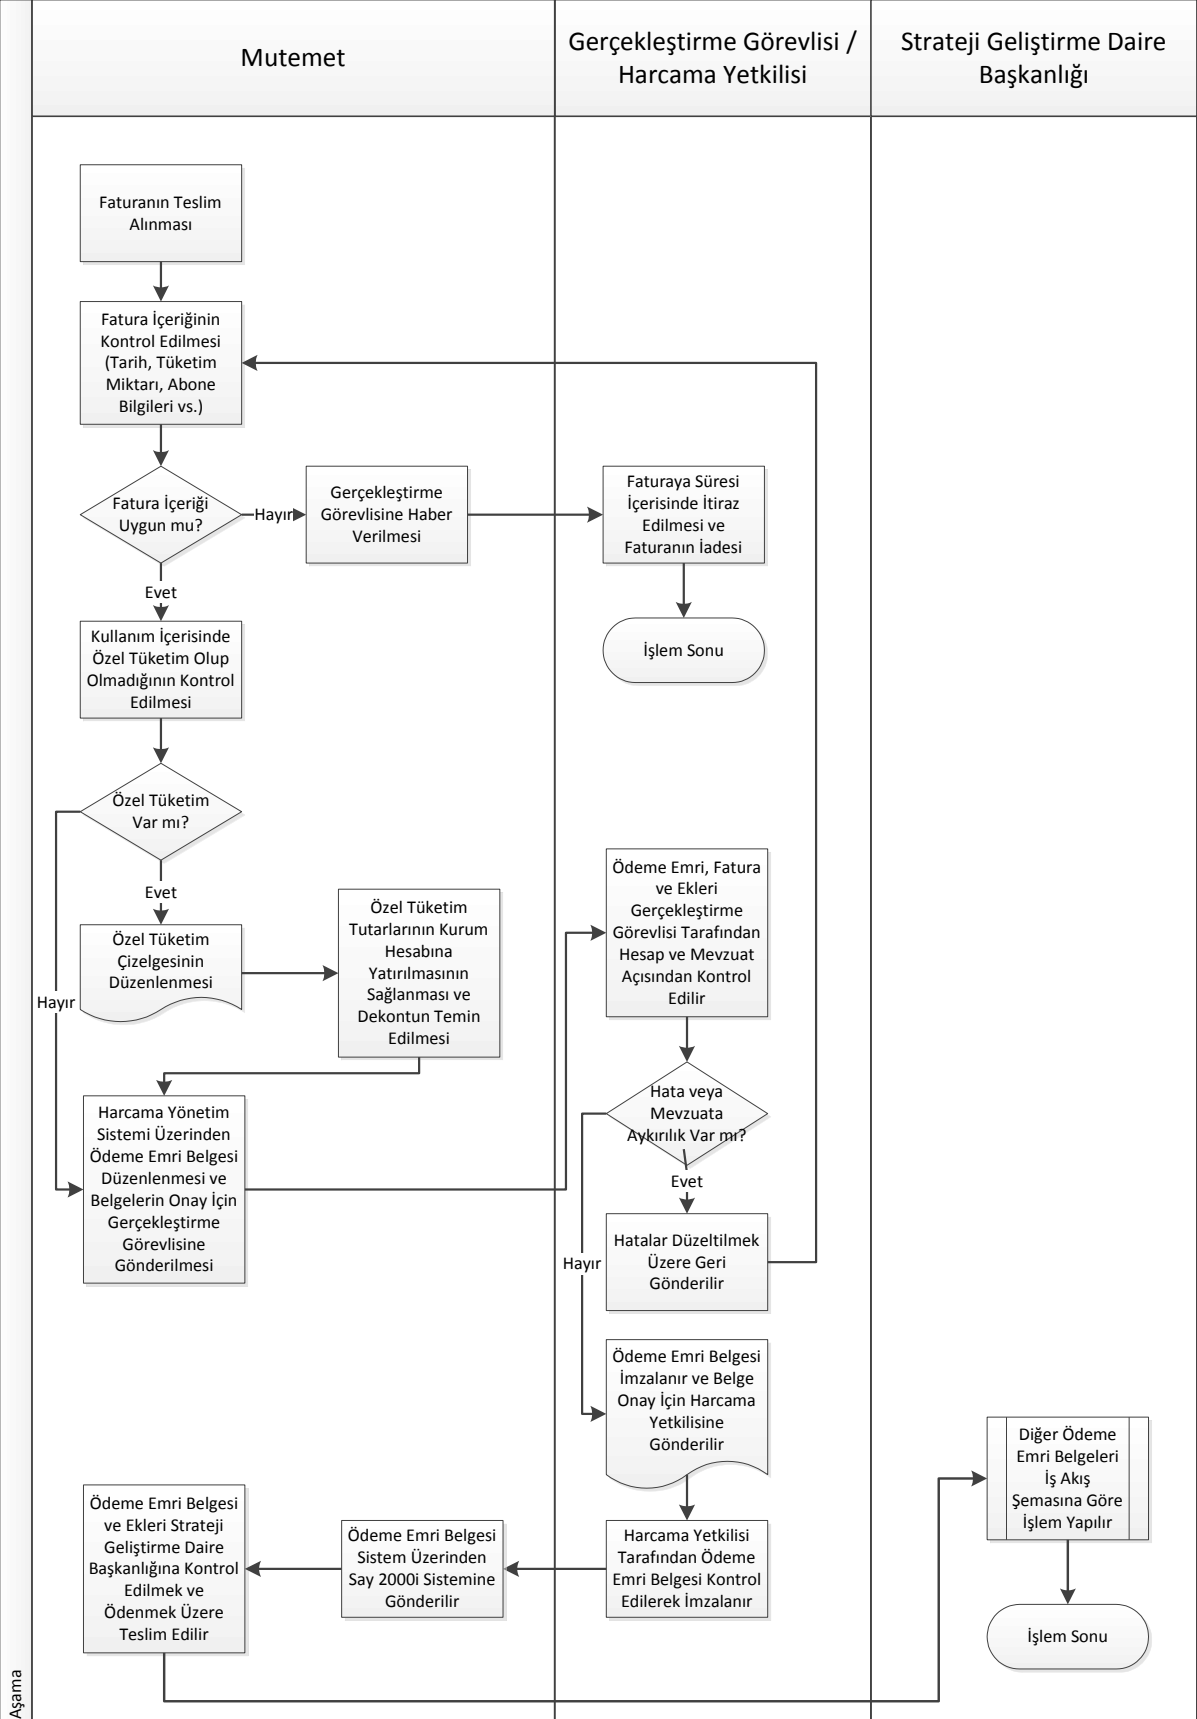 Mutemet
Gerçekleştirme Görevlisi /
Harcama Yetkilisi
Strateji Geliştirme Daire
Başkanlığı
Faturanın Teslim
Alınması
Fatura İçeriğinin
Kontrol Edilmesi
(Tarih, Tüketim
Miktarı, Abone
Bilgileri vs.)
Fatura İçeriği
Uygun mu?
Hayır
Gerçekleştirme
Görevlisine Haber
Verilmesi
Faturaya Süresi
İçerisinde İtiraz
Edilmesi ve
Faturanın İadesi
Evet
İşlem Sonu
Kullanım İçerisinde
Özel Tüketim Olup
Olmadığının Kontrol
Edilmesi
Özel Tüketim
Var mı?
Evet
Hayır
Özel Tüketim
Çizelgesinin
Düzenlenmesi
Özel Tüketim
Tutarlarının Kurum
Hesabına
Yatırılmasının
Sağlanması ve
Dekontun Temin
Edilmesi
Harcama Yönetim
Sistemi Üzerinden
Ödeme Emri Belgesi
Düzenlenmesi ve
Belgelerin Onay İçin
Gerçekleştirme
Görevlisine
Gönderilmesi
Ödeme Emri, Fatura
ve Ekleri
Gerçekleştirme
Görevlisi Tarafından
Hesap ve Mevzuat
Açısından Kontrol
Edilir
Hata veya
Mevzuata
Aykırılık Var mı?
Evet
Hayır
Hatalar Düzeltilmek
Üzere Geri
Gönderilir
Ödeme Emri Belgesi
İmzalanır ve Belge
Onay İçin Harcama
Yetkilisine
Gönderilir
Harcama Yetkilisi
Tarafından Ödeme
Emri Belgesi Kontrol
Edilerek İmzalanır
Ödeme Emri Belgesi
Sistem Üzerinden
Say 2000i Sistemine
Gönderilir
Ödeme Emri Belgesi
ve Ekleri Strateji
Geliştirme Daire
Başkanlığına Kontrol
Edilmek ve
Ödenmek Üzere
Teslim Edilir
Diğer Ödeme
Emri Belgeleri
İş Akış
Şemasına Göre
İşlem Yapılır
İşlem Sonu
Aşama